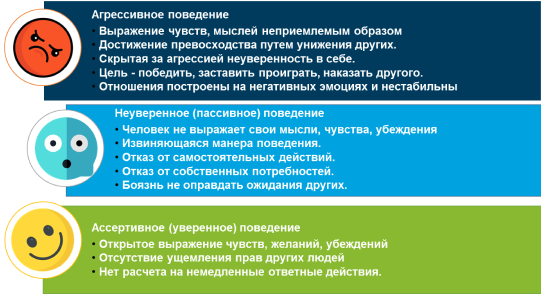 Агрессивное поведение
• Выражение чувств, мыслей неприемлемым образом
• Достижение превосходства путем унижения других.
• Скрытая за агрессией неуверенность в себе.
• Цель - победить, заставить проиграть, наказать другого.
• Отношения построены на негативных эмоциях и нестабильны
Неуверенное (пассивное) поведение
• Человек не выражает свои мысли, чувства, убеждения
• Извиняющаяся манера поведения.
• Отказ от самостоятельных действий.
• Отказ от собственных потребностей.
• Боязнь не оправдать ожидания других.
Ассертивное (уверенное) поведение
• Открытое выражение чувств, желаний, убеждений
• Отсутствие ущемления прав других людей
• Нет расчета на немедленные ответные действия.